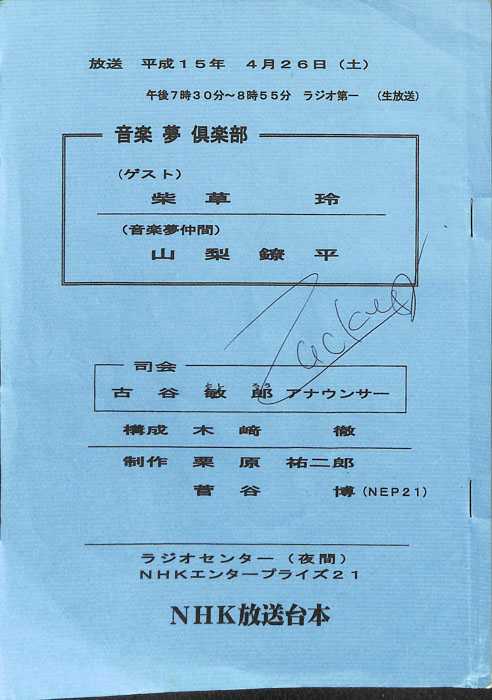 放送 平成15年 4月26日（土）
午後7時30分～8時55分 ラジオ第一 （生放送）
音楽 夢 倶楽部
（ゲスト）
柴草 玲
（音楽夢仲間）
山梨鐐平
司会
古谷敏郎 アナウンサー
構成 木﨑 徹
制作 栗原 祐二郎
菅谷 博（NEP21）
ラジオセンター（夜間）
NHKエンタープライズ21
NHK放送台本